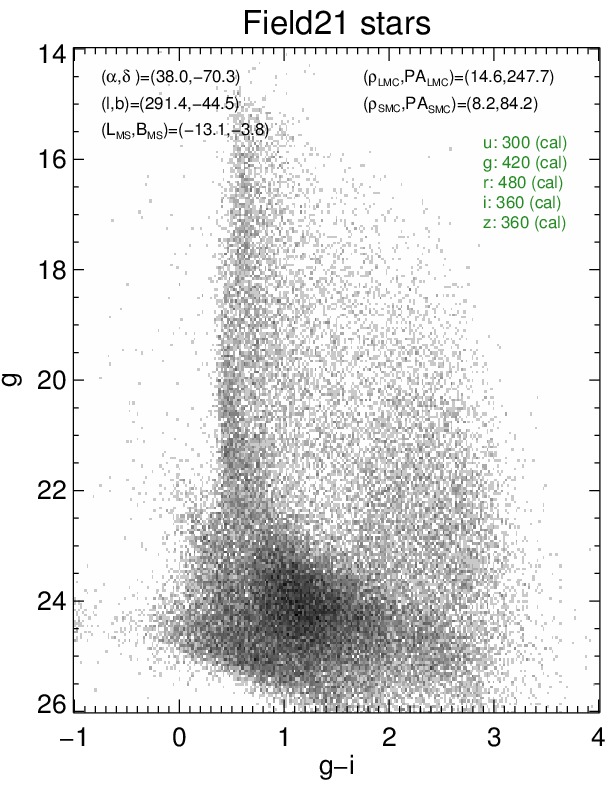 Field21 stars
(α,δ )=(38.0,−70.3)
(ρLMC,PALMC)=(14.6,247.7)
(l,b)=(291.4,−44.5)
(ρSMC,PASMC)=(8.2,84.2)
(LMS,BMS)=(−13.1,−3.8)
u: 300 (cal)
g: 420 (cal)
r: 480 (cal)
i: 360 (cal)
z: 360 (cal)
14
16
18
20
22
24
26
g
−1 0 1 2 3 4
g−i